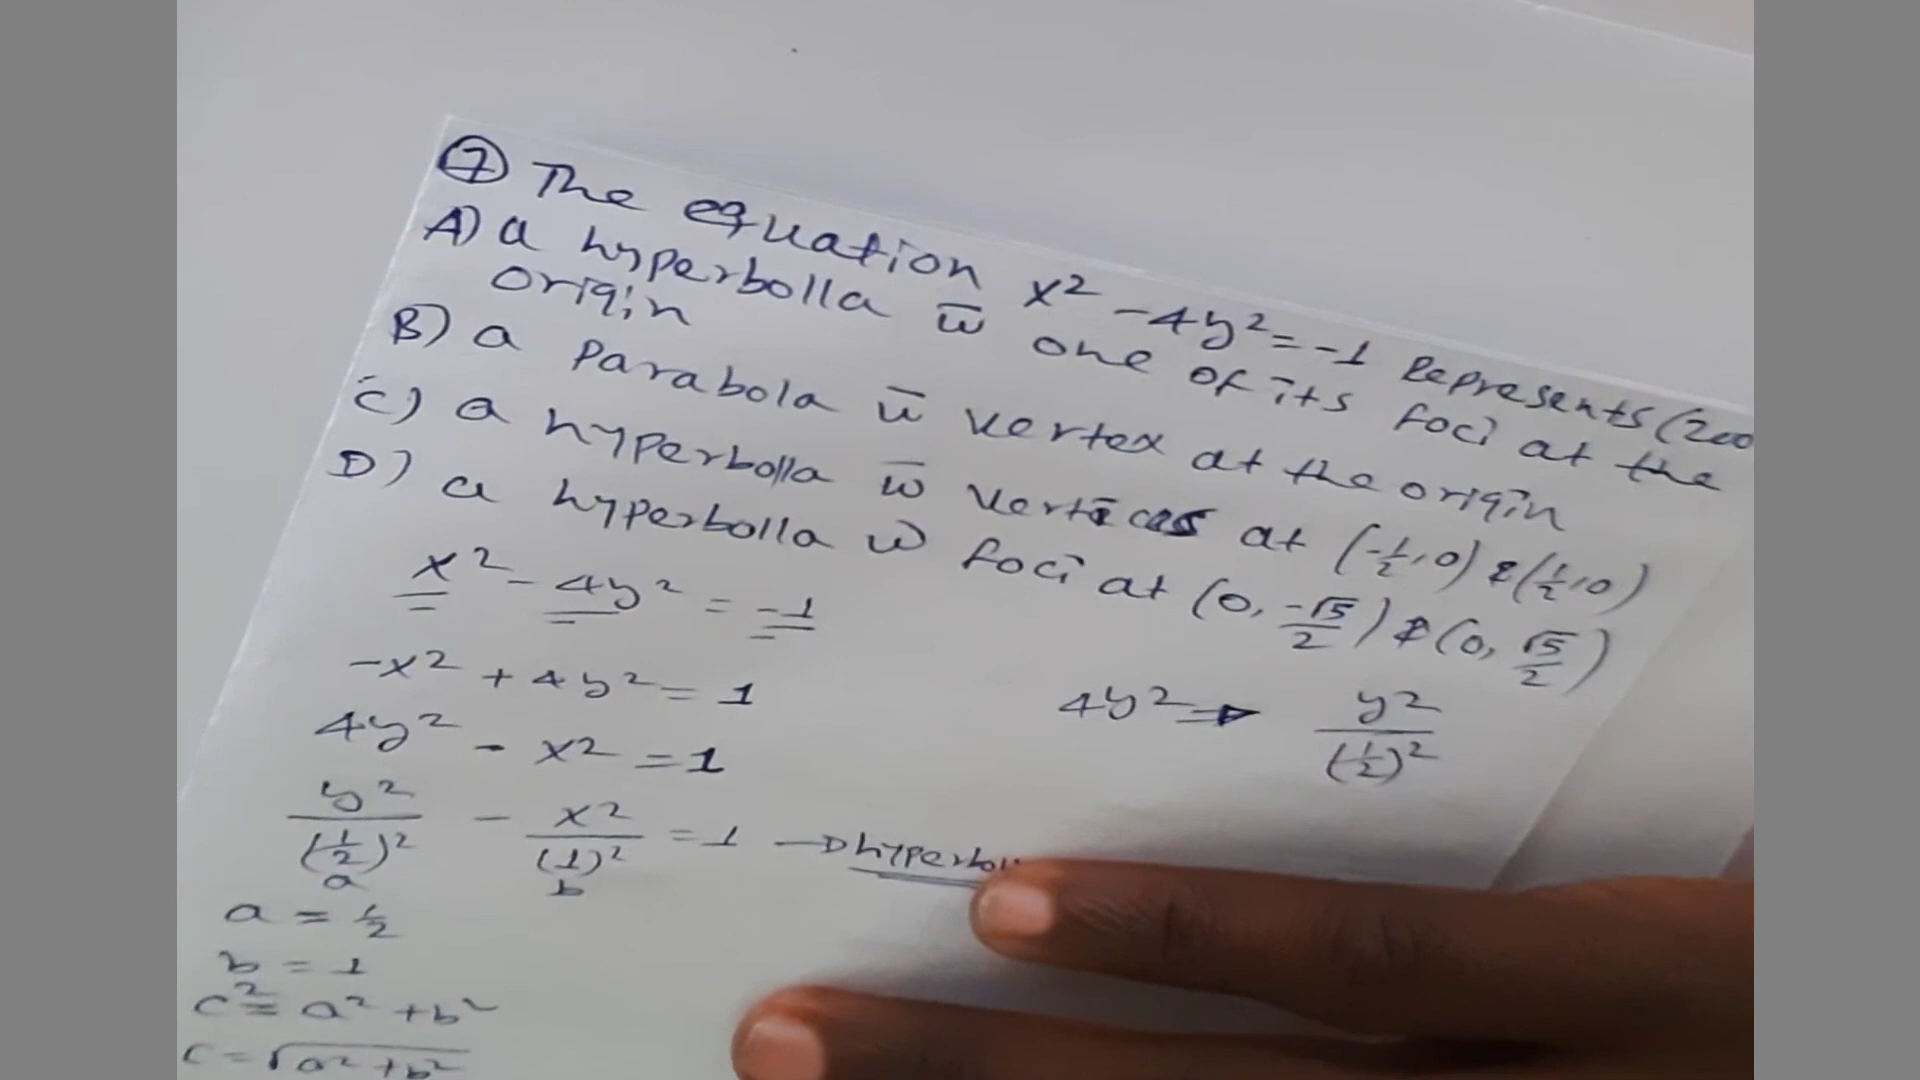 ⑦ The equation x² - 4y² = -1 Represents (200
A) a hyperbolla w̄ one of its foci at the
origin
B) a Parabola w̄ vertex at the origin
C) a hyperbolla w̄ vertices at (-½, 0) & (½, 0)
D) a hyperbolla w̄ foci at (0, -√5/2) & (0, √5/2)
x² - 4y² = -1
-x² + 4y² = 1
4y² - x² = 1
4y² → y²/(½)²
y²/(½)² - x²/(1)² = 1 → hyperbol
a b
a = ½
b = 1
c² = a² + b²
c = √a² + b²